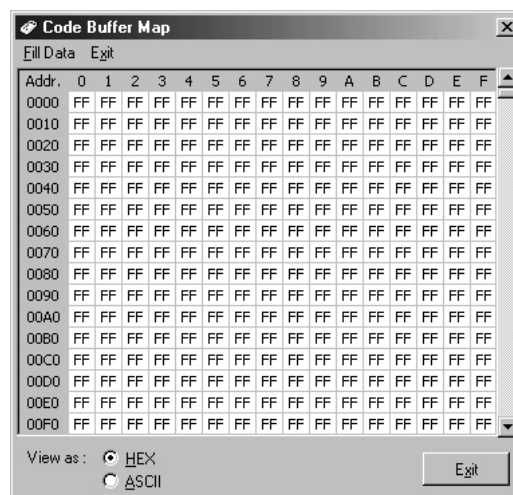 Code Buffer Map
Fill Data Exit
Addr. 0 1 2 3 4 5 6 7 8 9 A B C D E F
0000 FF FF FF FF FF FF FF FF FF FF FF FF FF FF FF FF
0010 FF FF FF FF FF FF FF FF FF FF FF FF FF FF FF FF
0020 FF FF FF FF FF FF FF FF FF FF FF FF FF FF FF FF
0030 FF FF FF FF FF FF FF FF FF FF FF FF FF FF FF FF
0040 FF FF FF FF FF FF FF FF FF FF FF FF FF FF FF FF
0050 FF FF FF FF FF FF FF FF FF FF FF FF FF FF FF FF
0060 FF FF FF FF FF FF FF FF FF FF FF FF FF FF FF FF
0070 FF FF FF FF FF FF FF FF FF FF FF FF FF FF FF FF
0080 FF FF FF FF FF FF FF FF FF FF FF FF FF FF FF FF
0090 FF FF FF FF FF FF FF FF FF FF FF FF FF FF FF FF
00A0 FF FF FF FF FF FF FF FF FF FF FF FF FF FF FF FF
00B0 FF FF FF FF FF FF FF FF FF FF FF FF FF FF FF FF
00C0 FF FF FF FF FF FF FF FF FF FF FF FF FF FF FF FF
00D0 FF FF FF FF FF FF FF FF FF FF FF FF FF FF FF FF
00E0 FF FF FF FF FF FF FF FF FF FF FF FF FF FF FF FF
00F0 FF FF FF FF FF FF FF FF FF FF FF FF FF FF FF FF
View as : HEX
ASCII
Exit